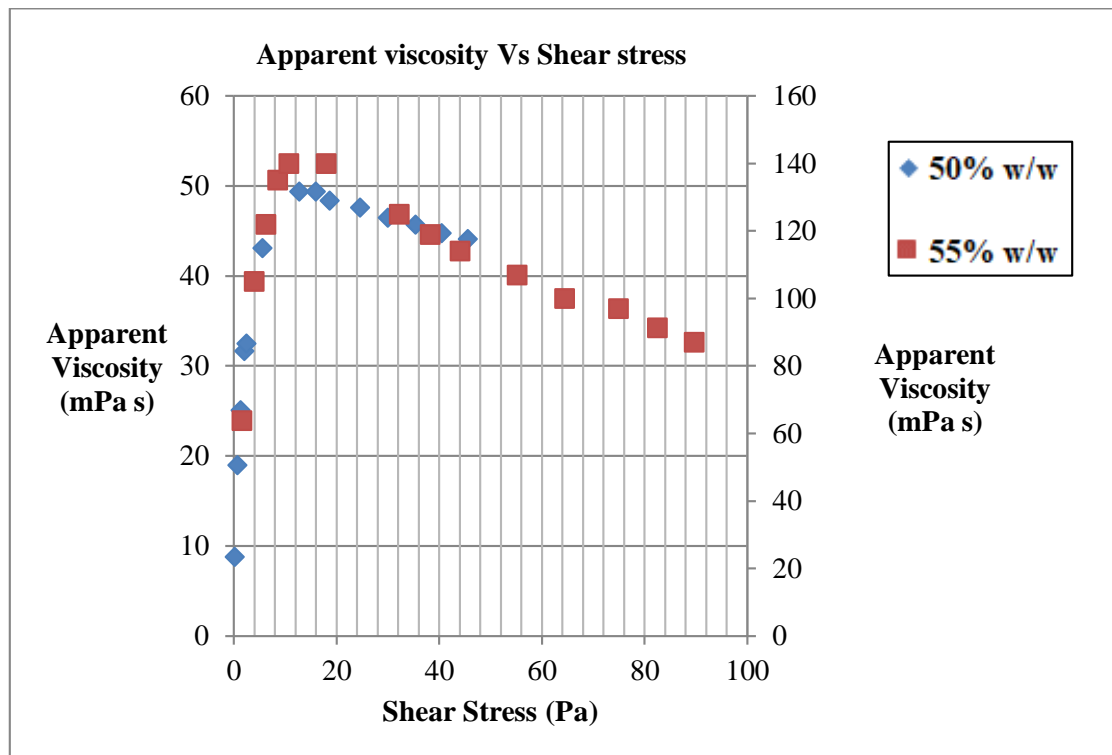 Apparent viscosity Vs Shear stress
60
50
40
30
20
10
0
Apparent
Viscosity
(mPa s)
160
140
120
100
80
60
40
20
0
Apparent
Viscosity
(mPa s)
0 20 40 60 80 100
Shear Stress (Pa)
50% w/w
55% w/w